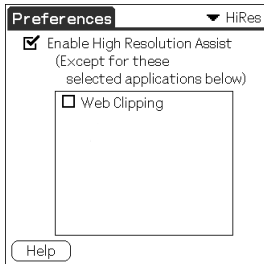 Preferences
HiRes
Enable High Resolution Assist
(Except for these
selected applications below)
Web Clipping
Help